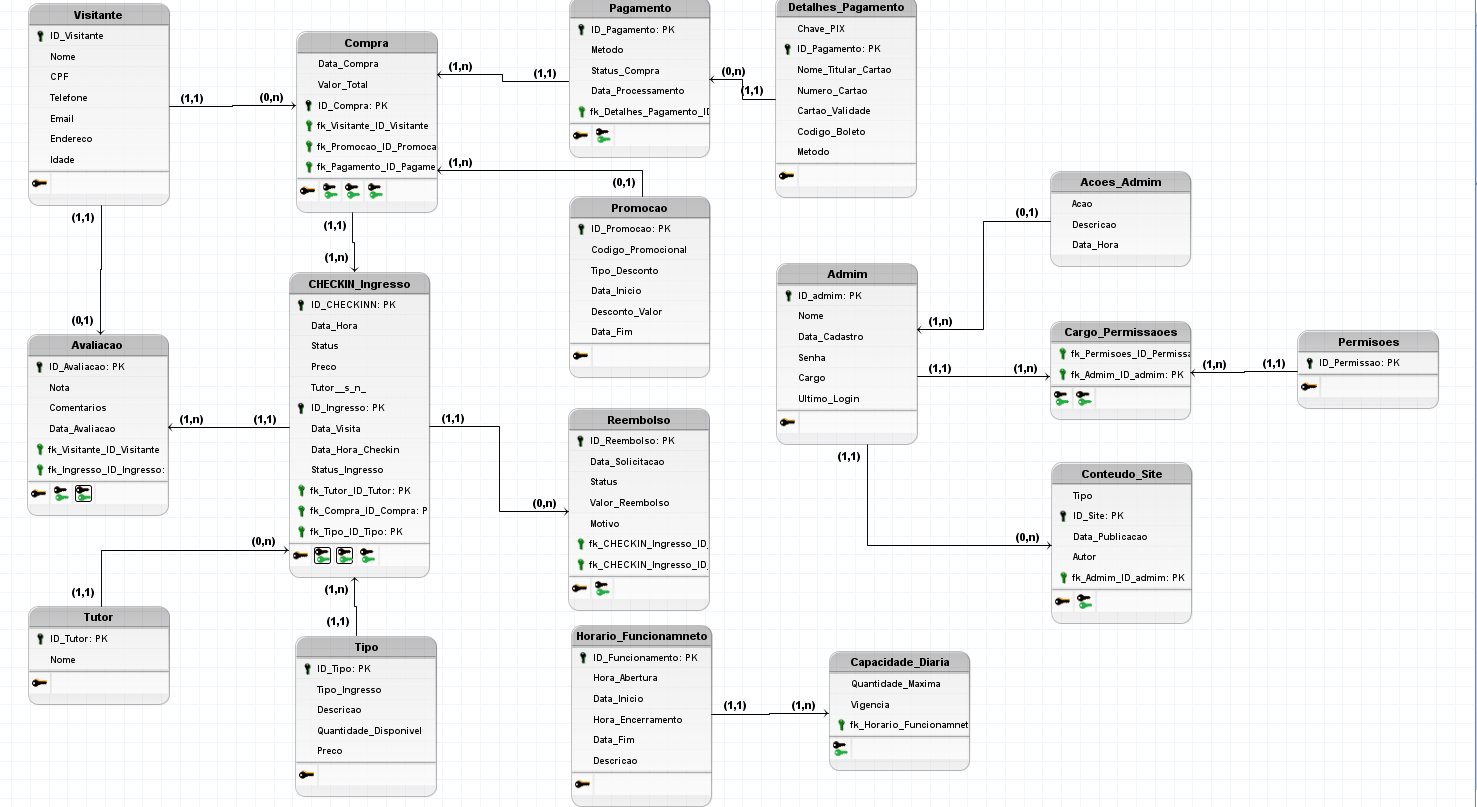 Visitante
ID_Visitante
Nome
CPF
Telefone
Email
Endereco
Idade
(1,1)
(0,n)
(1,1)
(0,1)
Compra
Data_Compra
Valor_Total
ID_Compra: PK
fk_Visitante_ID_Visitante
fk_Promocao_ID_Promoca
fk_Pagamento_ID_Pagame
(1,n)
(1,1)
(1,n)
(0,1)
(1,1)
(1,n)
Pagamento
ID_Pagamento: PK
Metodo
Status_Compra
Data_Processamento
fk_Detalhes_Pagamento_ID
(0,n)
(1,1)
Detalhes_Pagamento
Chave_PIX
ID_Pagamento: PK
Nome_Titular_Cartao
Numero_Cartao
Cartao_Validade
Codigo_Boleto
Metodo
Promocao
ID_Promocao: PK
Codigo_Promocional
Tipo_Desconto
Data_Inicio
Desconto_Valor
Data_Fim
Acoes_Admim
Acao
Descricao
Data_Hora
(0,1)
(1,n)
Admim
ID_admim: PK
Nome
Data_Cadastro
Senha
Cargo
Ultimo_Login
(1,1)
(1,n)
(1,1)
(0,n)
Cargo_Permissaoes
fk_Permisoes_ID_Permissa
fk_Admim_ID_admim: PK
(1,n)
(1,1)
Permisoes
ID_Permissao: PK
CHECKIN_Ingresso
ID_CHECKINN: PK
Data_Hora
Status
Preco
Tutor__s_n_
ID_Ingresso: PK
Data_Visita
Data_Hora_Checkin
Status_Ingresso
fk_Tutor_ID_Tutor: PK
fk_Compra_ID_Compra: P
fk_Tipo_ID_Tipo: PK
(1,n)
(1,1)
(1,1)
(0,n)
(0,n)
(1,1)
(1,n)
(1,1)
Avaliacao
ID_Avaliacao: PK
Nota
Comentarios
Data_Avaliacao
fk_Visitante_ID_Visitante
fk_Ingresso_ID_Ingresso:
Reembolso
ID_Reembolso: PK
Data_Solicitacao
Status
Valor_Reembolso
Motivo
fk_CHECKIN_Ingresso_ID_
fk_CHECKIN_Ingresso_ID_
Conteudo_Site
Tipo
ID_Site: PK
Data_Publicacao
Autor
fk_Admim_ID_admim: PK
Tutor
ID_Tutor: PK
Nome
Tipo
ID_Tipo: PK
Tipo_Ingresso
Descricao
Quantidade_Disponivel
Preco
Horario_Funcionamneto
ID_Funcionamento: PK
Hora_Abertura
Data_Inicio
Hora_Encerramento
Data_Fim
Descricao
(1,1)
(1,n)
Capacidade_Diaria
Quantidade_Maxima
Vigencia
fk_Horario_Funcionamnet